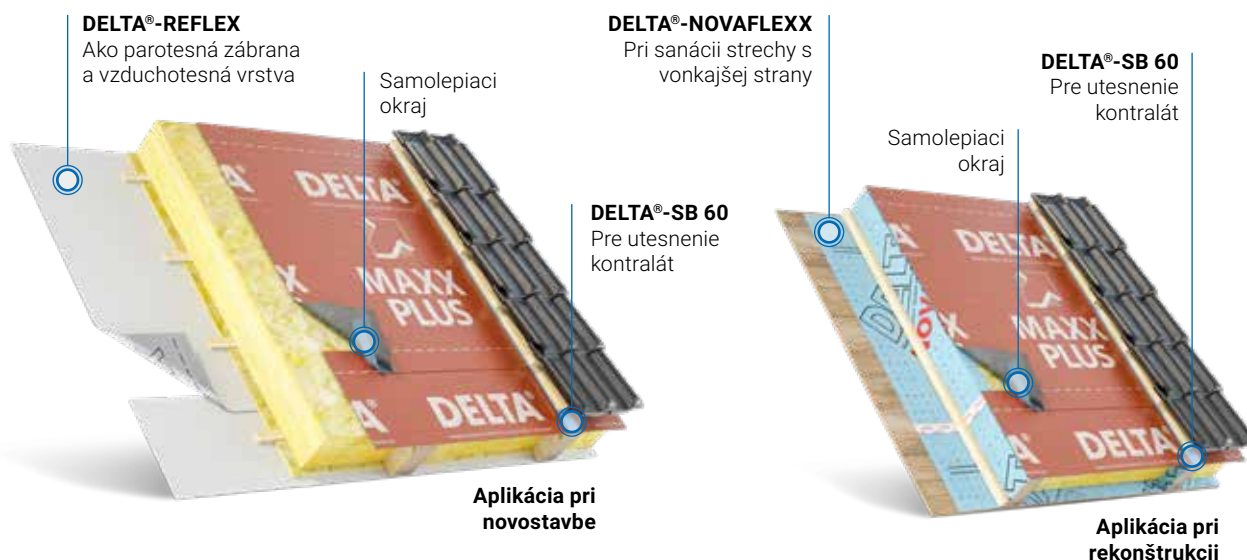 DELTA®-REFLEX
Ako parotesná zábrana
a vzduchotesná vrstva
Samolepiaci
okraj
DELTA®-SB 60
Pre utesnenie
kontralát
DELTA®
MAXX
PLUS
DELTA®
Aplikácia pri
novostavbe
DELTA®-NOVAFLEXX
Pri sanácii strechy s
vonkajšej strany
Samolepiaci
okraj
DELTA®-SB 60
Pre utesnenie
kontralát
DELTA
DELTA
MAXX
PLUS
DELTA
Aplikácia pri
rekonštrukcii